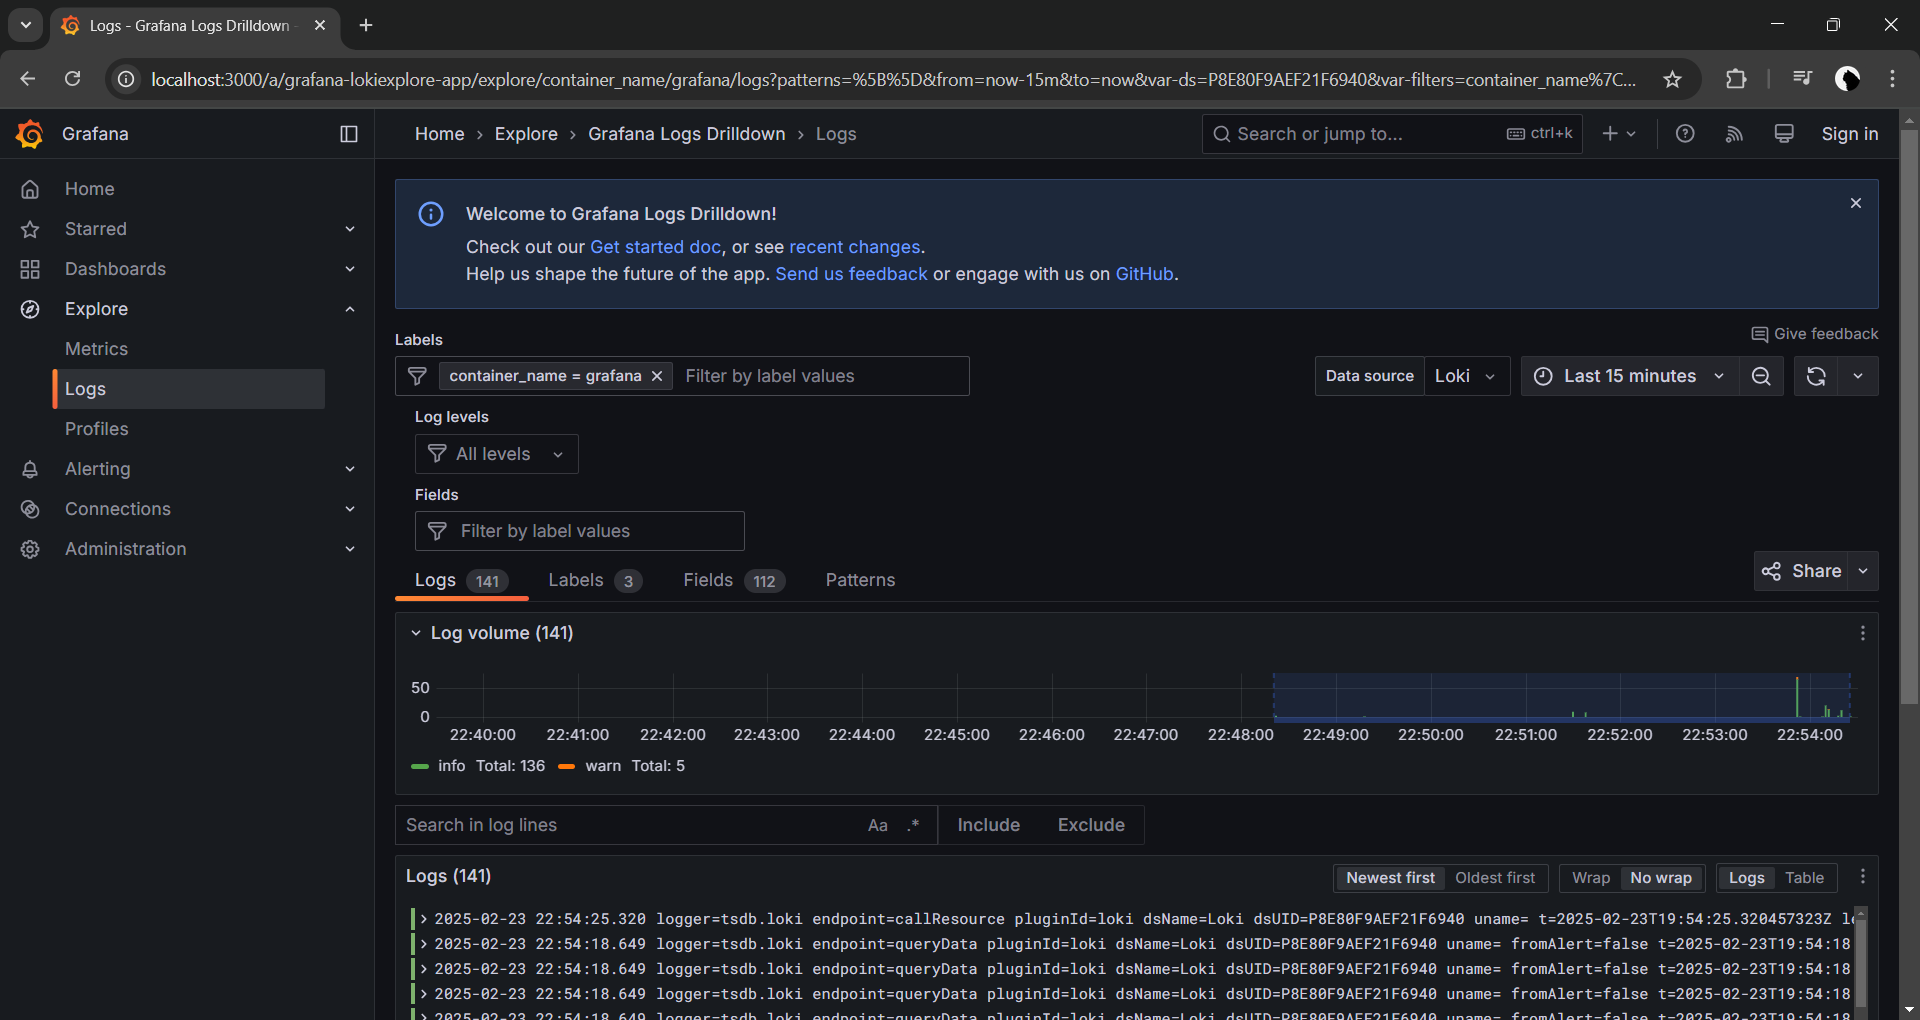 Logs - Grafana Logs Drilldown -
localhost:3000/a/grafana-lokiexplore-app/explore/container_name/grafana/logs?patterns=%5B%5D&from=now-15m&to=now&var-ds=P8E80F9AEF21F6940&var-filters=container_name%7C...
Grafana
Home › Explore › Grafana Logs Drilldown › Logs
Search or jump to... ctrl+k
Sign in
Home
Starred
Dashboards
Explore
Metrics
Logs
Profiles
Alerting
Connections
Administration
Welcome to Grafana Logs Drilldown!
Check out our Get started doc, or see recent changes.
Help us shape the future of the app. Send us feedback or engage with us on GitHub.
Give feedback
Labels
container_name = grafana Filter by label values
Data source Loki Last 15 minutes
Log levels
All levels
Fields
Filter by label values
Logs 141 Labels 3 Fields 112 Patterns
Share
Log volume (141)
50
0
22:40:00 22:41:00 22:42:00 22:43:00 22:44:00 22:45:00 22:46:00 22:47:00 22:48:00 22:49:00 22:50:00 22:51:00 22:52:00 22:53:00 22:54:00
info Total: 136 warn Total: 5
Search in log lines Aa .* Include Exclude
Logs (141)
Newest first Oldest first Wrap No wrap Logs Table
2025-02-23 22:54:25.320 logger=tsdb.loki endpoint=callResource pluginId=loki dsName=Loki dsUID=P8E80F9AEF21F6940 uname= t=2025-02-23T19:54:25.320457323Z
2025-02-23 22:54:18.649 logger=tsdb.loki endpoint=queryData pluginId=loki dsName=Loki dsUID=P8E80F9AEF21F6940 uname= fromAlert=false t=2025-02-23T19:54:18
2025-02-23 22:54:18.649 logger=tsdb.loki endpoint=queryData pluginId=loki dsName=Loki dsUID=P8E80F9AEF21F6940 uname= fromAlert=false t=2025-02-23T19:54:18
2025-02-23 22:54:18.649 logger=tsdb.loki endpoint=queryData pluginId=loki dsName=Loki dsUID=P8E80F9AEF21F6940 uname= fromAlert=false t=2025-02-23T19:54:18
2025-02-23 22:54:18.649 logger=tsdb.loki endpoint=queryData pluginId=loki dsName=Loki dsUID=P8E80F9AEF21F6940 uname= fromAlert=false t=2025-02-23T19:54:18